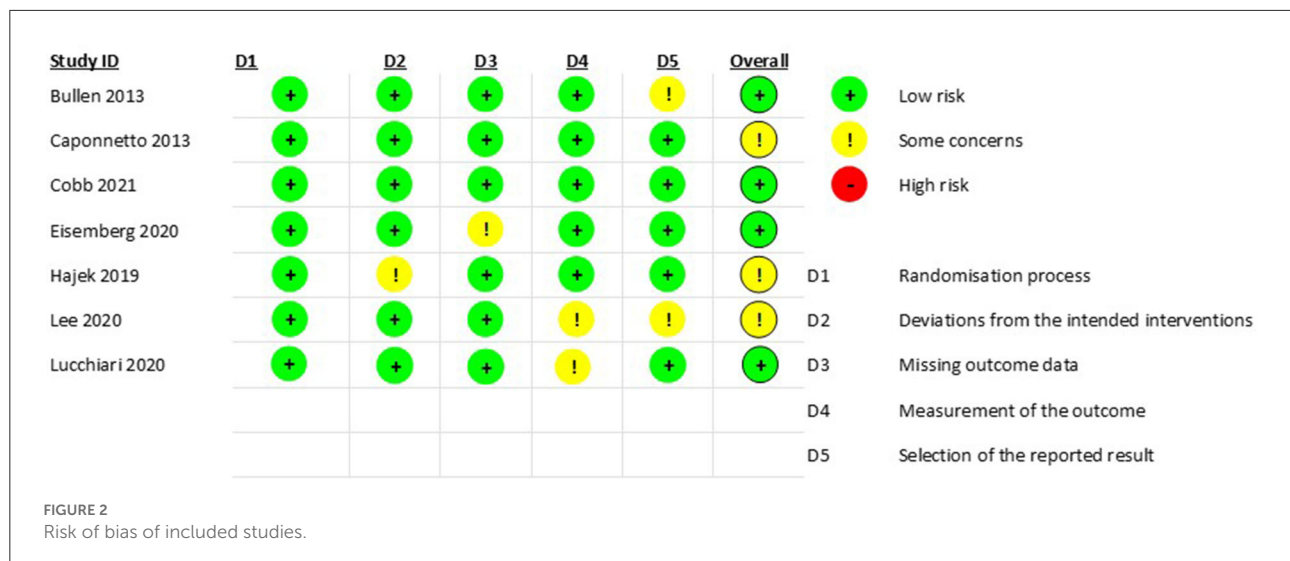 Study ID D1 D2 D3 D4 D5 Overall
Bullen 2013 + + + + ! + + Low risk
Caponnetto 2013 + + + + + ! ! Some concerns
Cobb 2021 + + + + + + - High risk
Eisemberg 2020 + + ! + + +
Hajek 2019 + ! + + + ! D1 Randomisation process
Lee 2020 + + + ! ! ! D2 Deviations from the intended interventions
Lucchiari 2020 + + + ! + + D3 Missing outcome data
D4 Measurement of the outcome
D5 Selection of the reported result
FIGURE 2
Risk of bias of included studies.